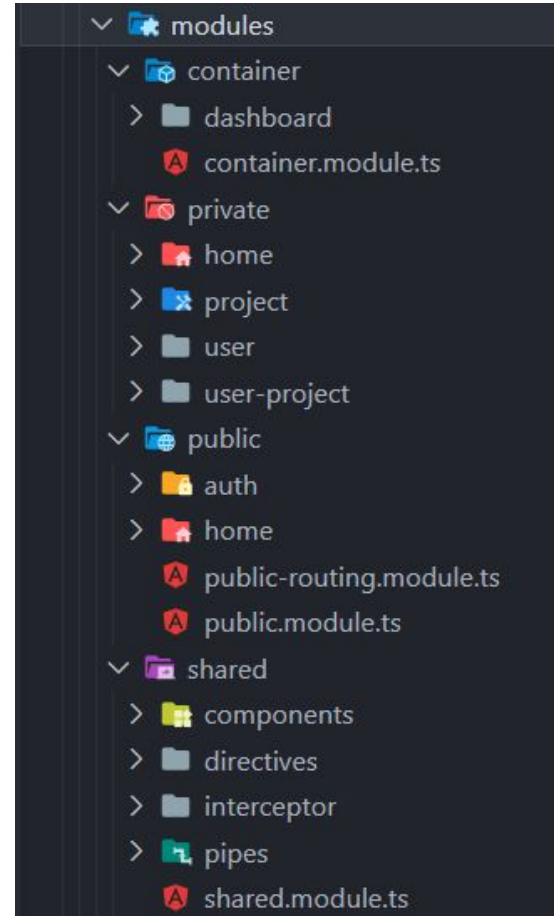 modules
container
dashboard
container.module.ts
private
home
project
user
user-project
public
auth
home
public-routing.module.ts
public.module.ts
shared
components
directives
interceptor
pipes
shared.module.ts